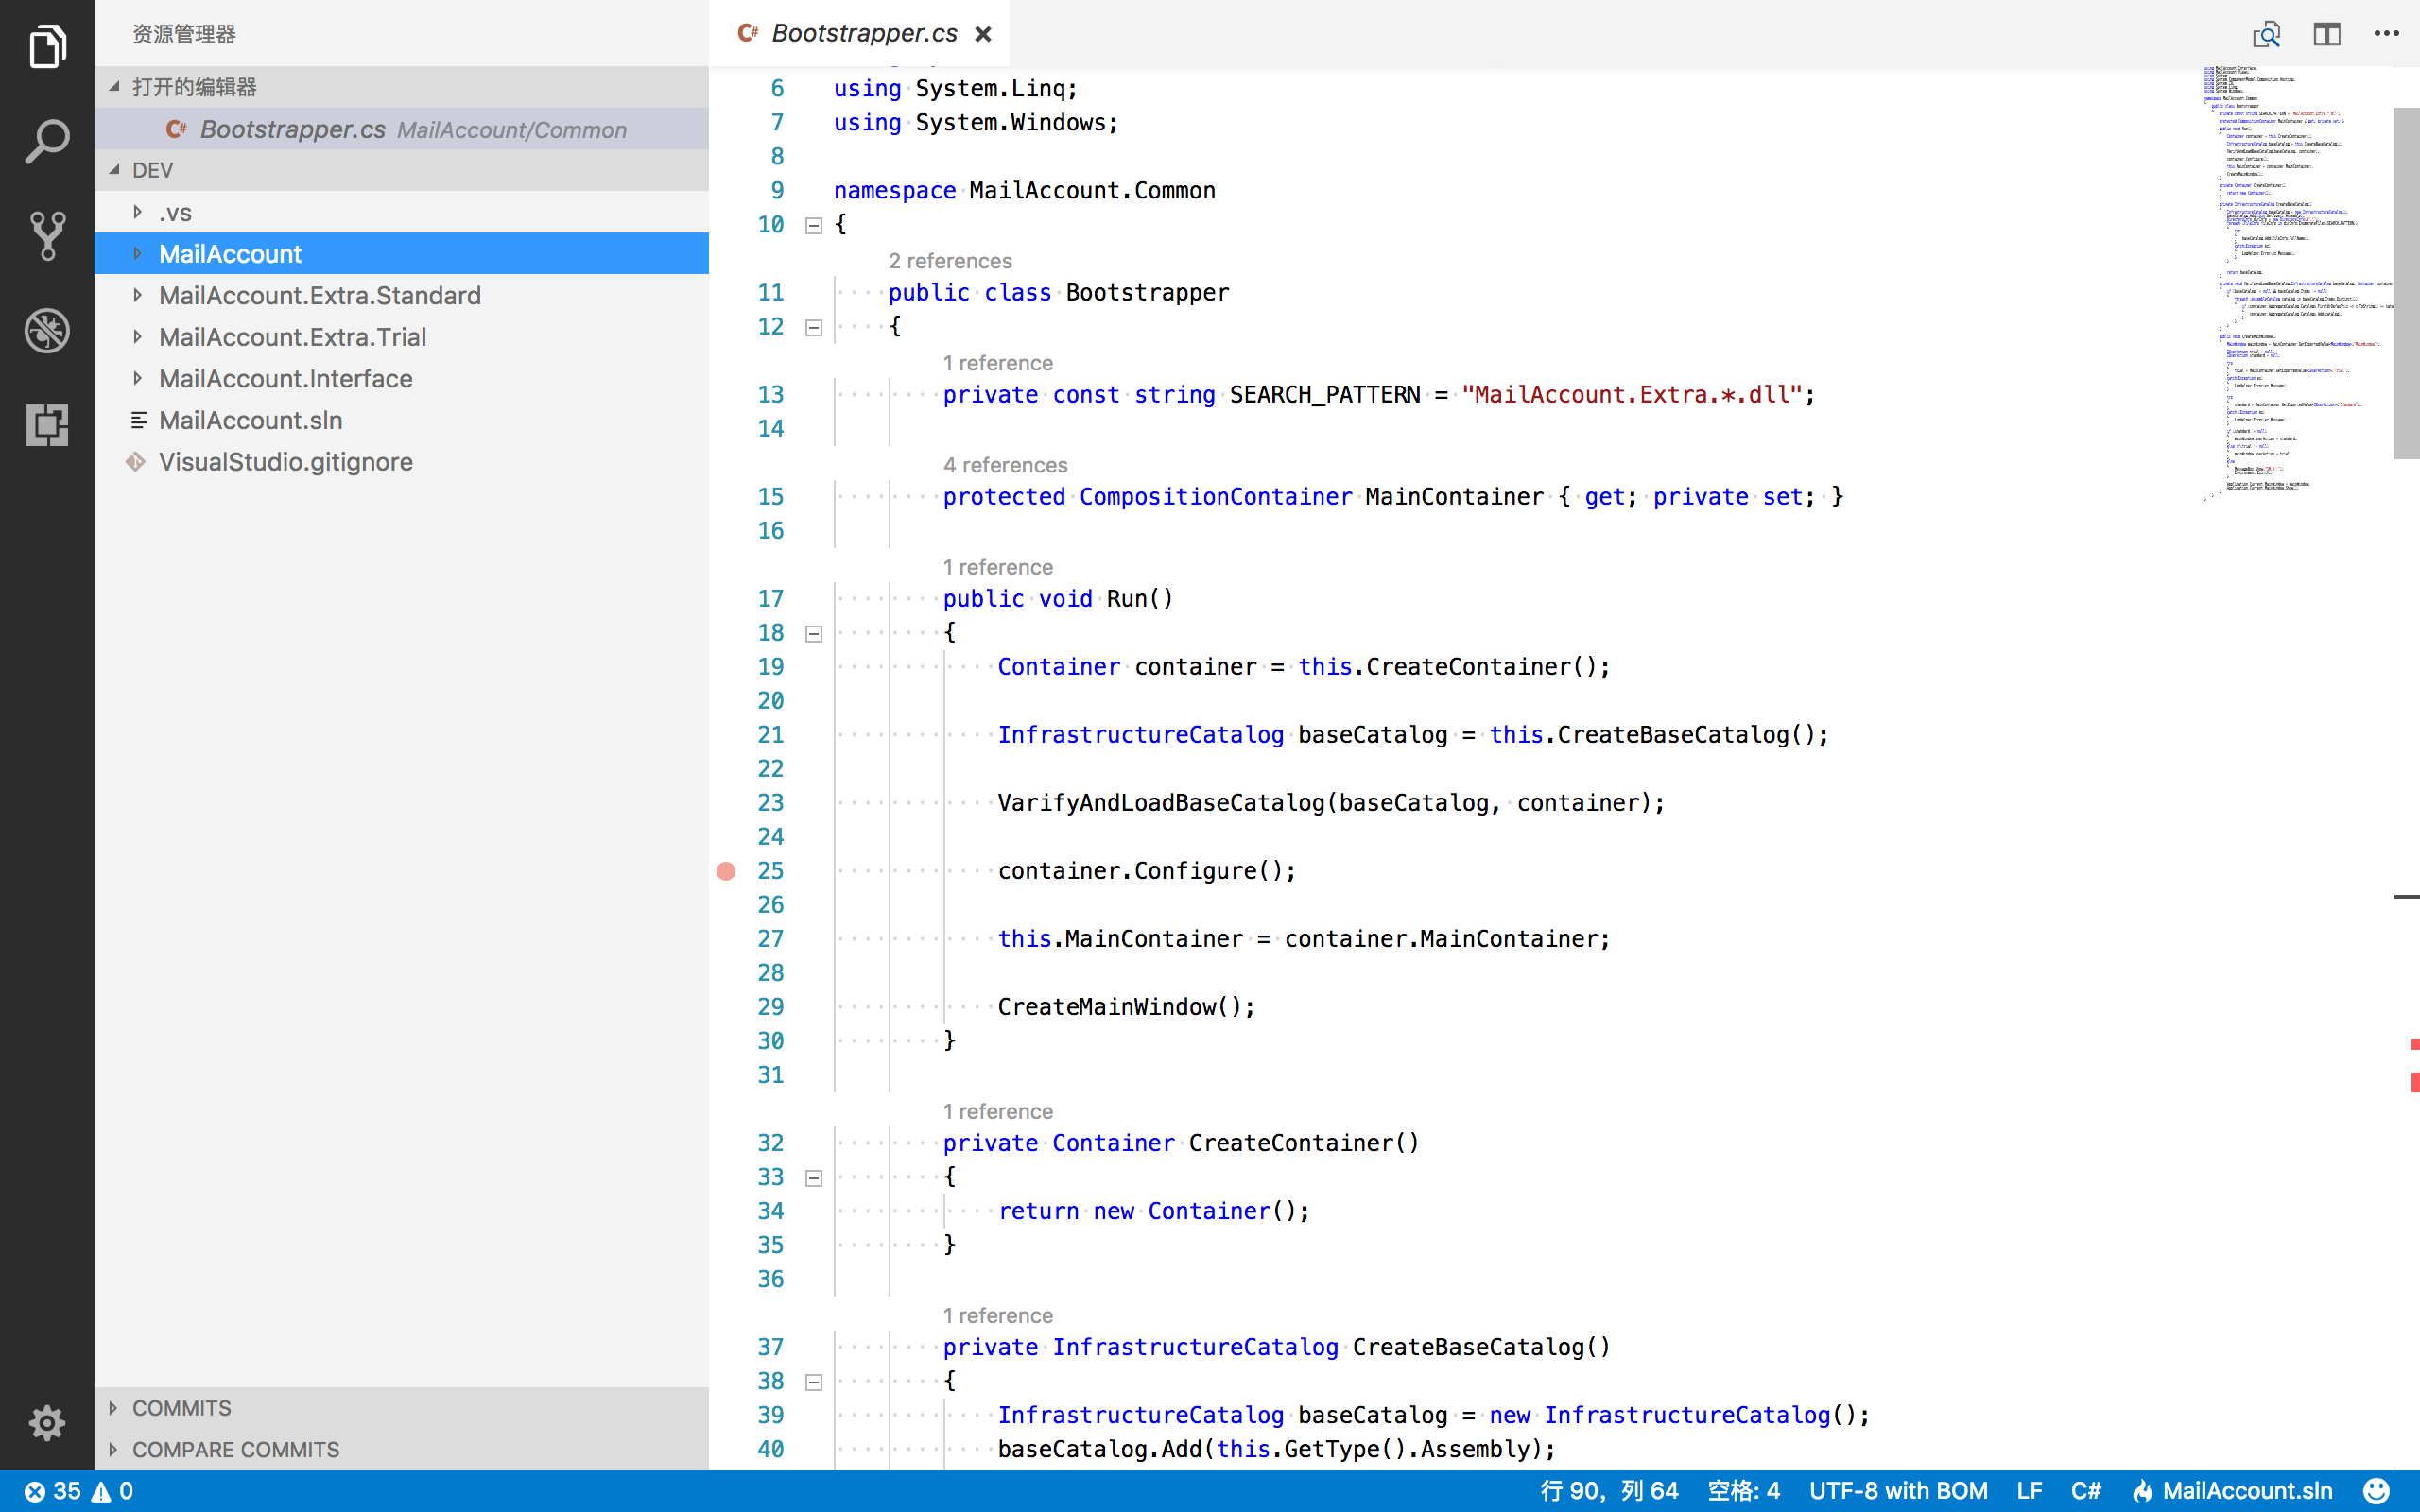 资源管理器
打开的编辑器
C# Bootstrapper.cs MailAccount/Common
DEV
.vs
MailAccount
MailAccount.Extra.Standard
MailAccount.Extra.Trial
MailAccount.Interface
MailAccount.sln
VisualStudio.gitignore
COMMITS
COMPARE COMMITS
C# Bootstrapper.cs
6 using System.Linq;
7 using System.Windows;
8
9 namespace MailAccount.Common
10 {
2 references
11 public class Bootstrapper
12 {
1 reference
13 private const string SEARCH_PATTERN = "MailAccount.Extra.*.dll";
14
4 references
15 protected CompositionContainer MainContainer { get; private set; }
16
1 reference
17 public void Run()
18 {
19 Container container = this.CreateContainer();
20
21 InfrastructureCatalog baseCatalog = this.CreateBaseCatalog();
22
23 VarifyAndLoadBaseCatalog(baseCatalog, container);
24
25 container.Configure();
26
27 this.MainContainer = container.MainContainer;
28
29 CreateMainWindow();
30 }
31
1 reference
32 private Container CreateContainer()
33 {
34 return new Container();
35 }
36
1 reference
37 private InfrastructureCatalog CreateBaseCatalog()
38 {
39 InfrastructureCatalog baseCatalog = new InfrastructureCatalog();
40 baseCatalog.Add(this.GetType().Assembly);
35 0
行 90，列 64 空格: 4 UTF-8 with BOM LF C# MailAccount.sln